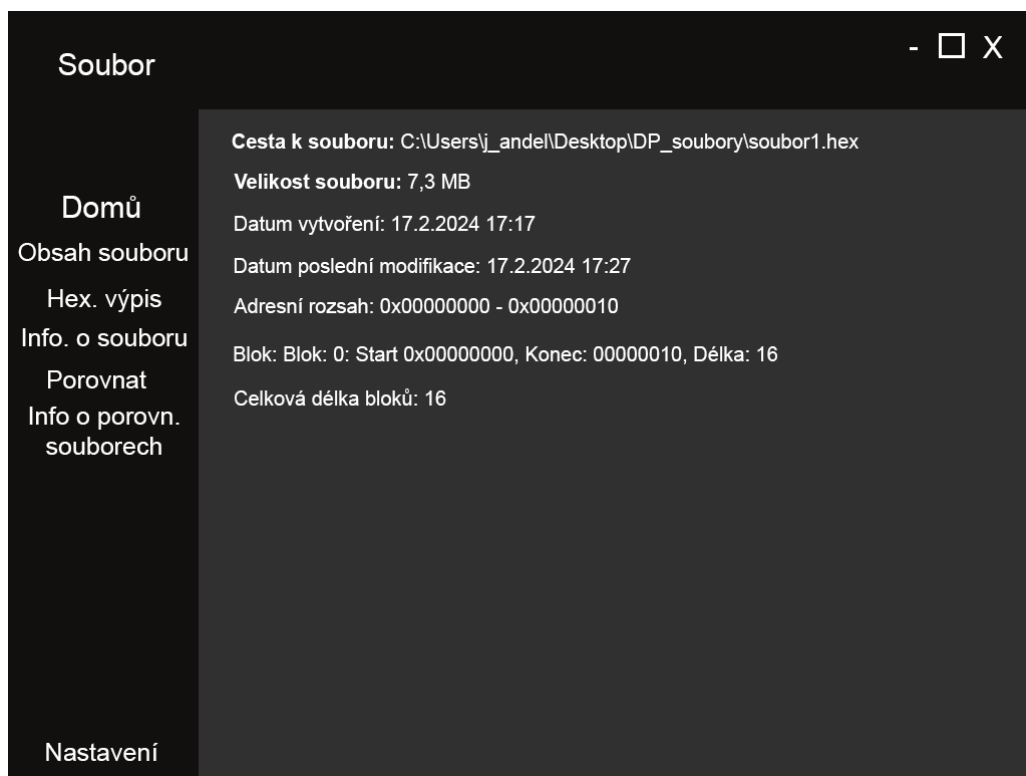 Soubor
- □ X
Domů
Obsah souboru
Hex. výpis
Info. o souboru
Porovnat
Info o porovn.
souborech
Nastavení
Cesta k souboru: C:\Users\j_andel\Desktop\DP_soubory\soubor1.hex
Velikost souboru: 7,3 MB
Datum vytvoření: 17.2.2024 17:17
Datum poslední modifikace: 17.2.2024 17:27
Adresní rozsah: 0x00000000 - 0x00000010
Blok: Blok: 0: Start 0x00000000, Konec: 00000010, Délka: 16
Celková délka bloků: 16